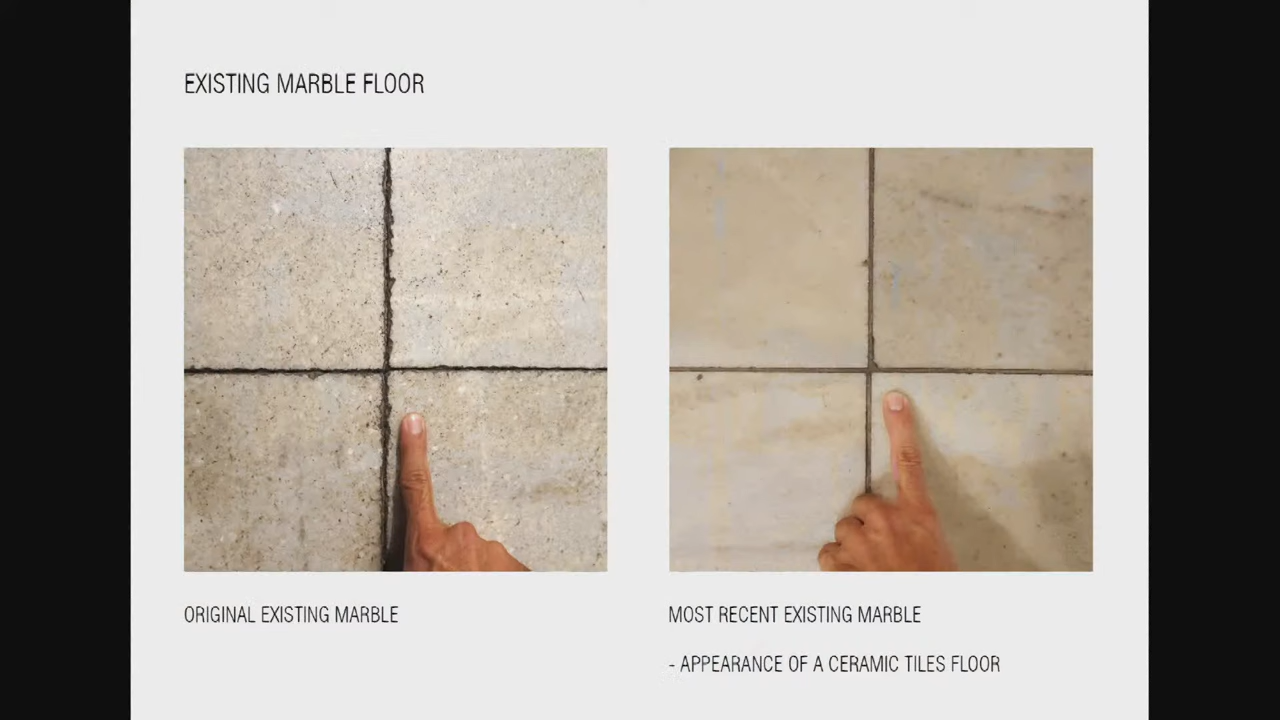 EXISTING MARBLE FLOOR
ORIGINAL EXISTING MARBLE
MOST RECENT EXISTING MARBLE
- APPEARANCE OF A CERAMIC TILES FLOOR